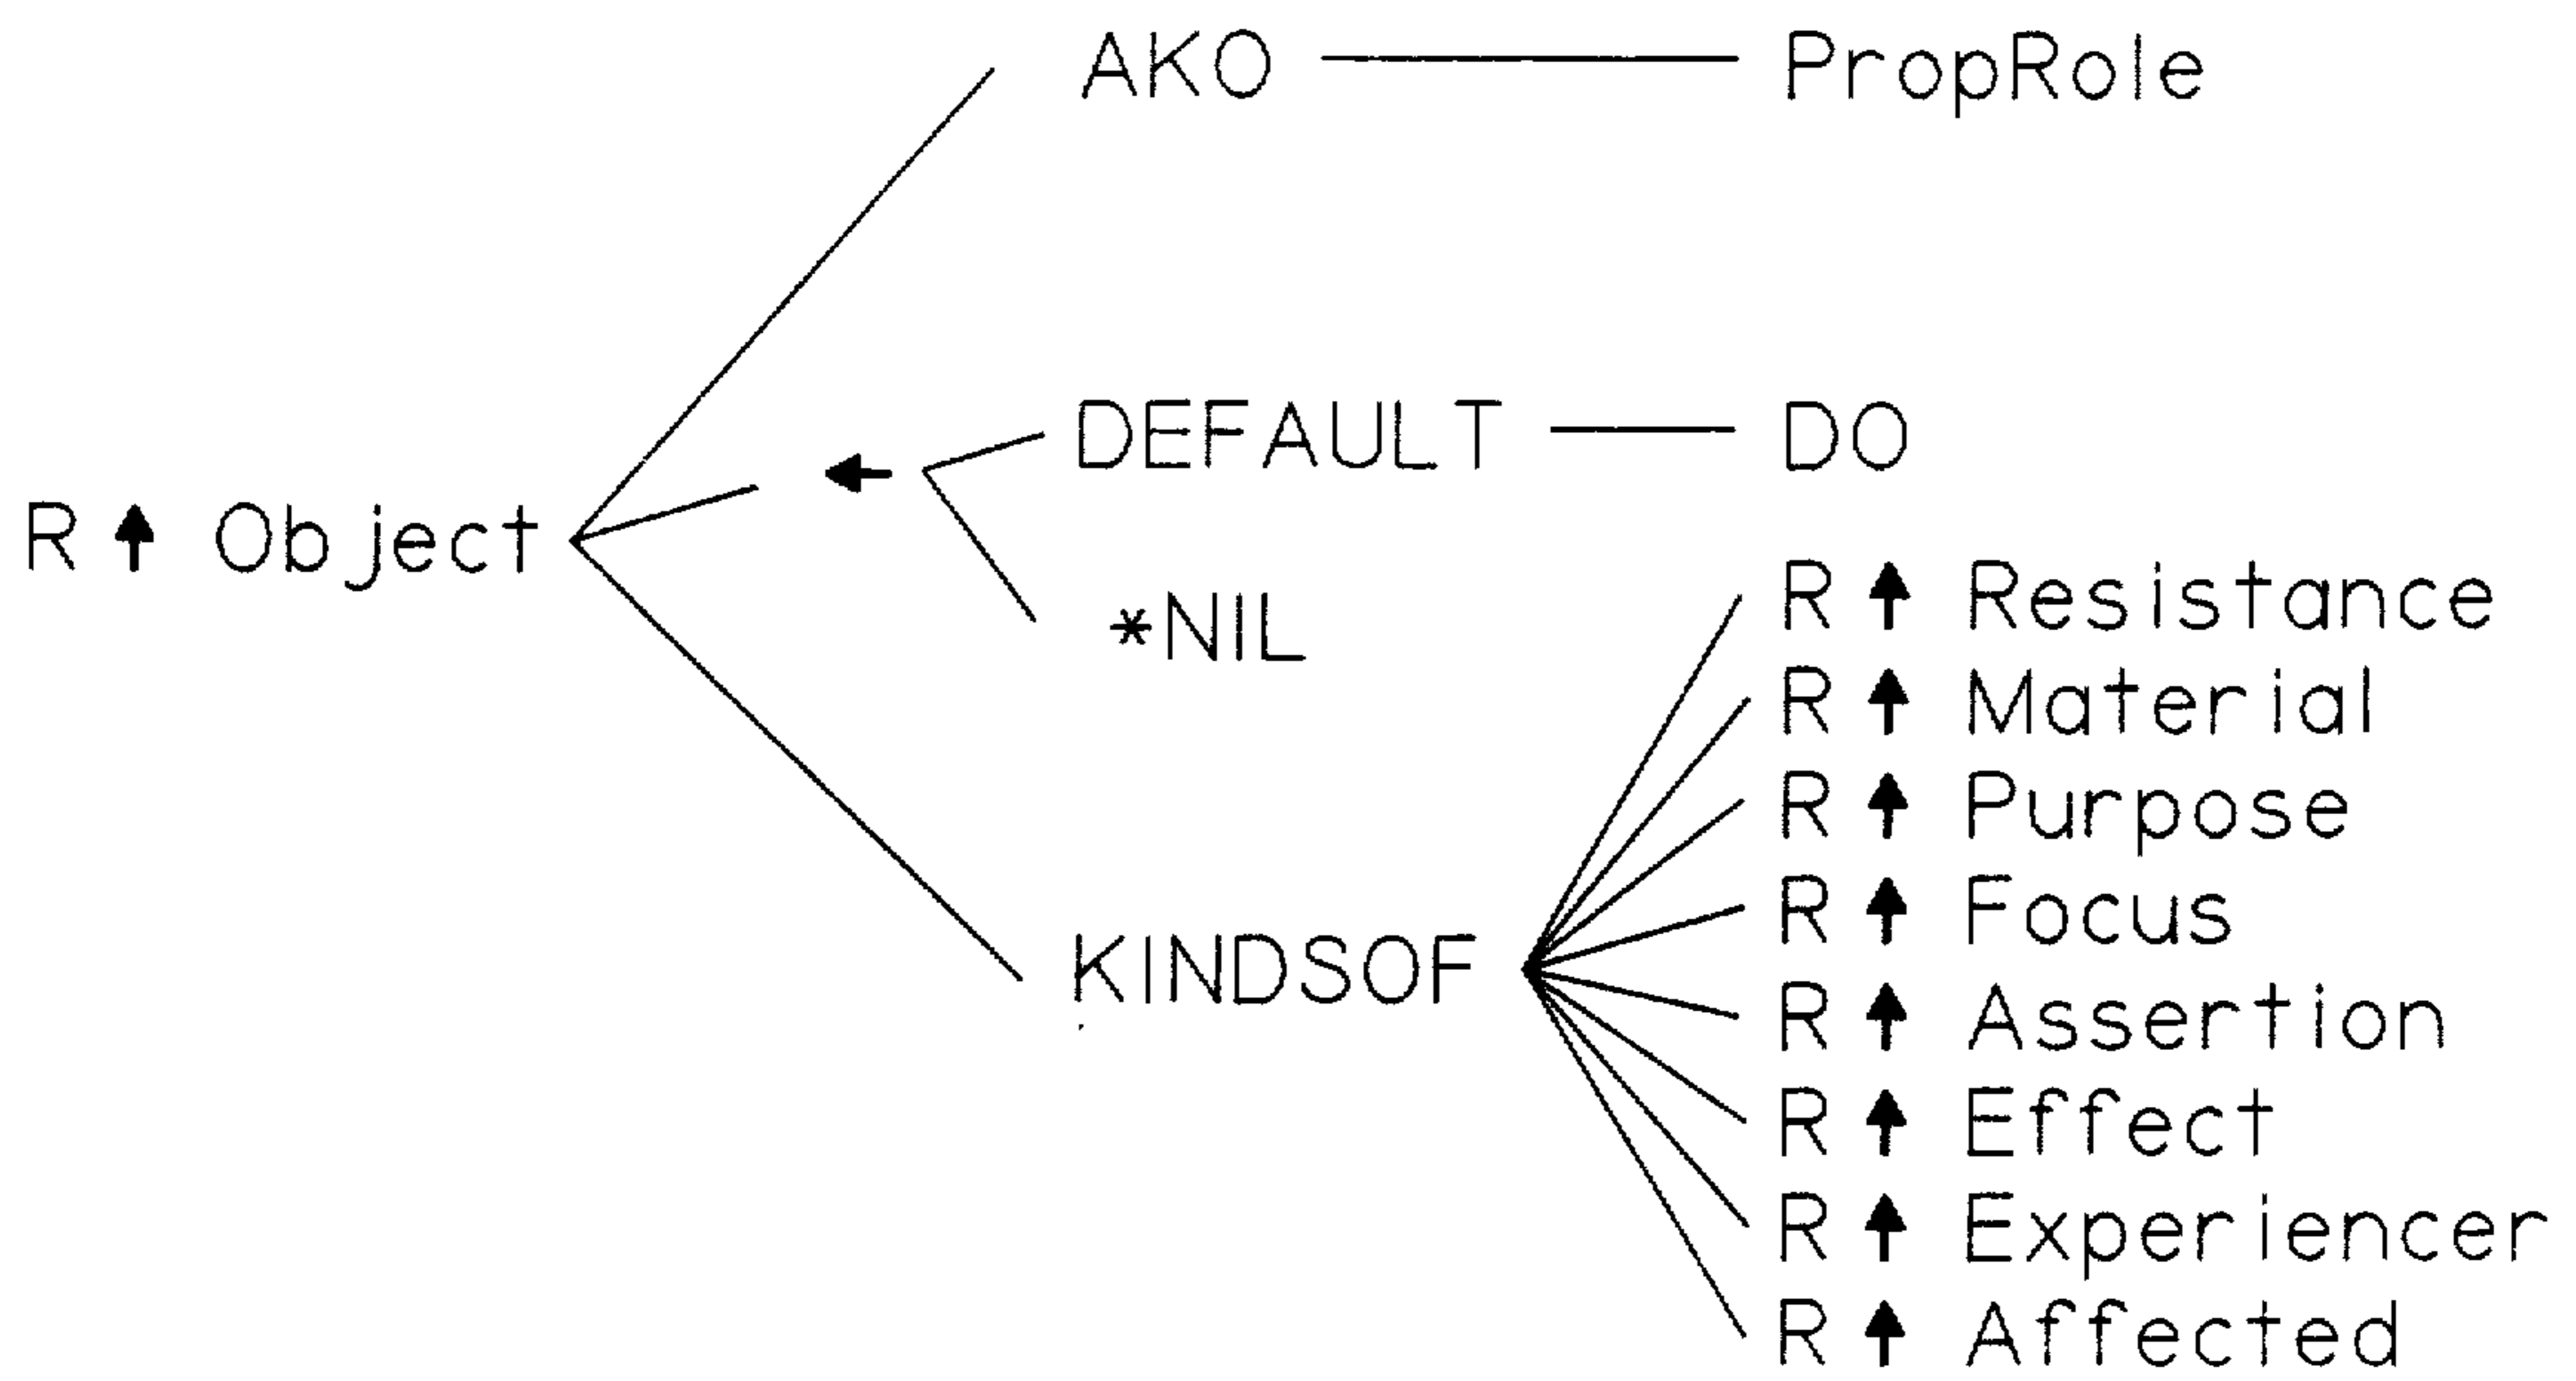 AKO PropRole
DEFAULT DO
←
R ↑ Object
*NIL
R ↑ Resistance
R ↑ Material
R ↑ Purpose
R ↑ Focus
KINDSOF
R ↑ Assertion
R ↑ Effect
R ↑ Experiencer
R ↑ Affected